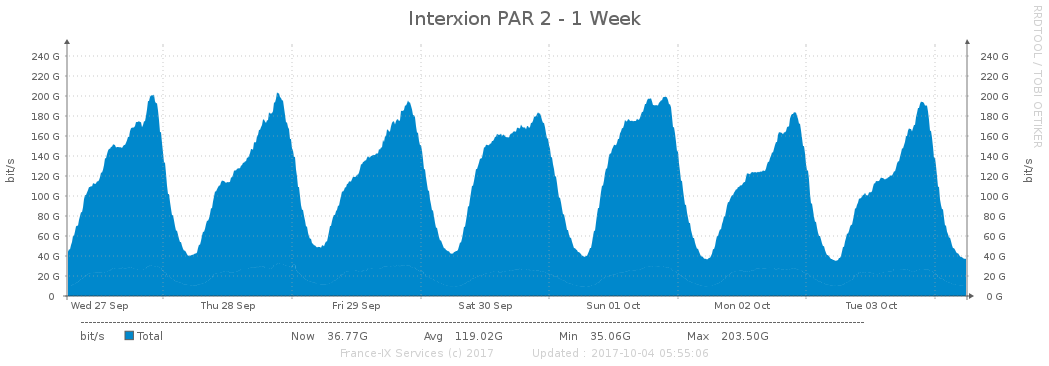 Interxion PAR 2 - 1 Week
RRDTOOL / TOBI OETIKER
240 G 240 G
220 G 220 G
200 G 200 G
180 G 180 G
160 G 160 G
140 G 140 G
120 G 120 G
100 G 100 G
80 G 80 G
60 G 60 G
40 G 40 G
20 G 20 G
0 0 G
bit/s bit/s
Wed 27 Sep Thu 28 Sep Fri 29 Sep Sat 30 Sep Sun 01 Oct Mon 02 Oct Tue 03 Oct
bit/s Total Now 36.77G Avg 119.02G Min 35.06G Max 203.50G
France-IX Services (c) 2017 Updated : 2017-10-04 05:55:06